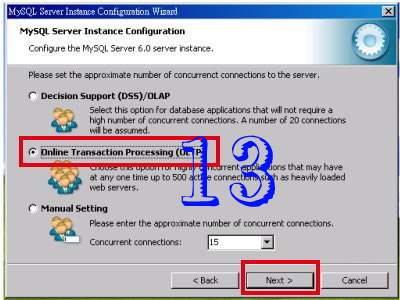 MySQL Server Instance Configuration Wizard
MySQL Server Instance Configuration
Configure the MySQL Server 6.0 server instance.
Please set the approximate number of concurrenct connections to the server.
Decision Support (DSS)/OLAP
Select this option for database applications that will not require a
high number of concurrent connections. A number of 20 connections
will be assumed.
Online Transaction Processing (OLTP)
Choose this option for highly concurrent applications that may have
at any one time up to 500 active connections such as heavily loaded
web servers.
13
Manual Setting
Please enter the approximate number of concurrent connections.
Concurrent connections: 15
< Back Next > Cancel